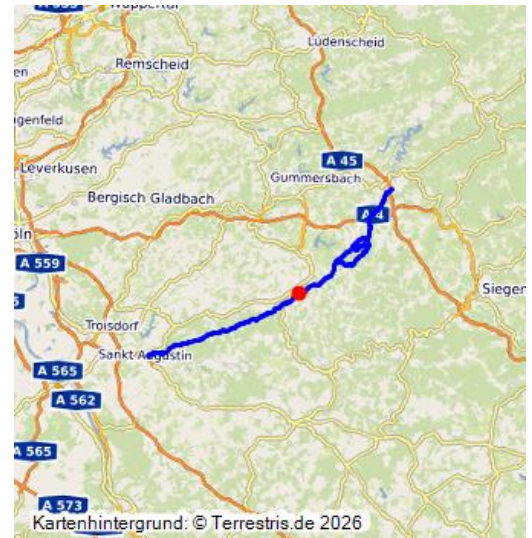 Wuppertal
Lüdenscheid
Remscheid
Leverkusen
A 45
Gummersbach
Bergisch Gladbach
A 4
A 559
Siegen
Troisdorf
Sankt Augustin
A 565
A 562
A 565
A 573
Kartenhintergrund: © Terrestris.de 2026